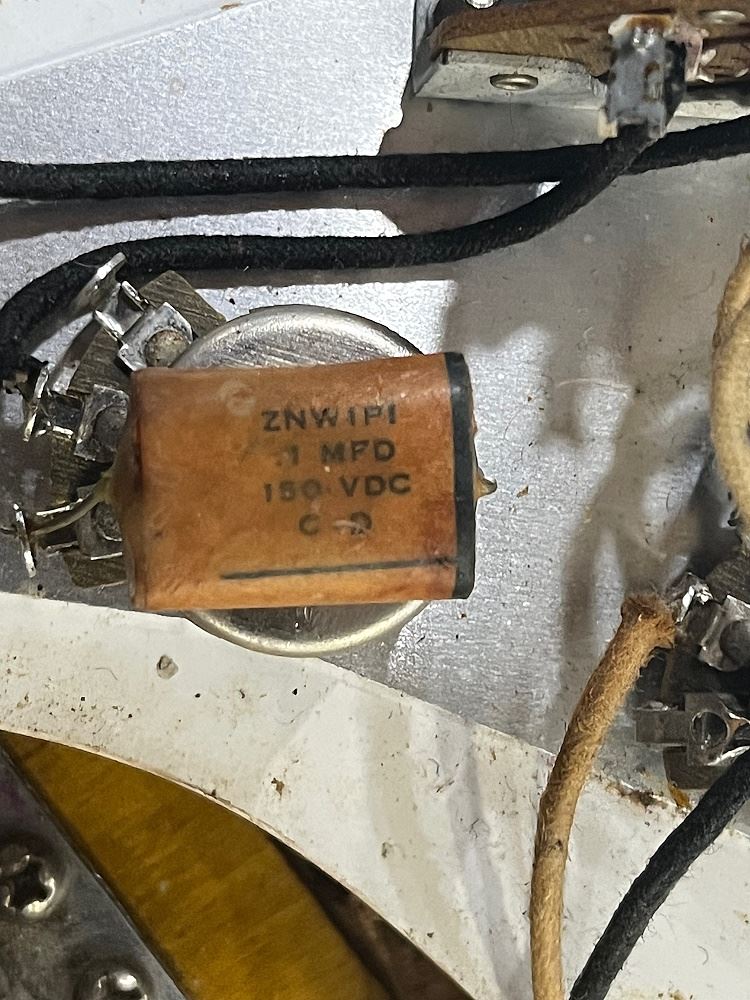 ZNW1P1
.1 MFD
150 VDC
C-D